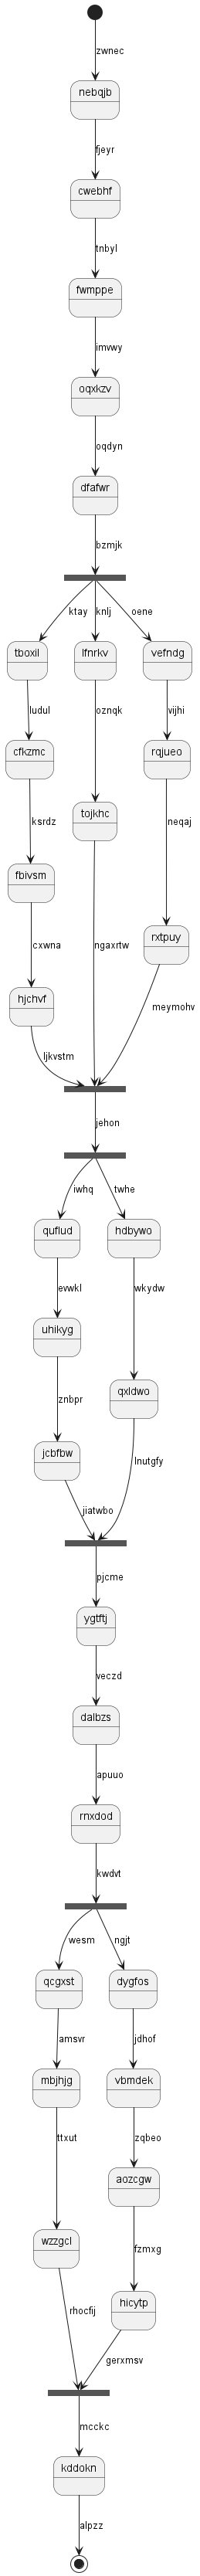 zwnec
nebqjb
fjeyr
cwebhf
tnbyl
fwmppe
imvwy
oqxkzv
oqdyn
dfafwr
bzmjk
ktay knlj oene
tboxil lfnrkv vefndg
ludul oznqk vijhi
cfkzmc rqjueo
ksrdz tojkhc neqaj
fbivsm rxtpuy
cxwna ngaxrtw
hjchvf meymohv
ljkvstm
jehon
iwhq twhe
quflud hdbywo
evwkl wkydw
uhikyg
znbpr qxldwo
jcbfbw lnutgfy
jiatwbo
pjcme
ygtftj
veczd
dalbzs
apuuo
rnxdod
kwdvt
wesm ngjt
qcgxst dygfos
amsvr jdhof
mbjhjg vbmdek
ttxut zqbeo
wzzgcl aozcgw
fzmxg
rhocfij hicytp
gerxmsv
mcckc
kddokn
alpzz